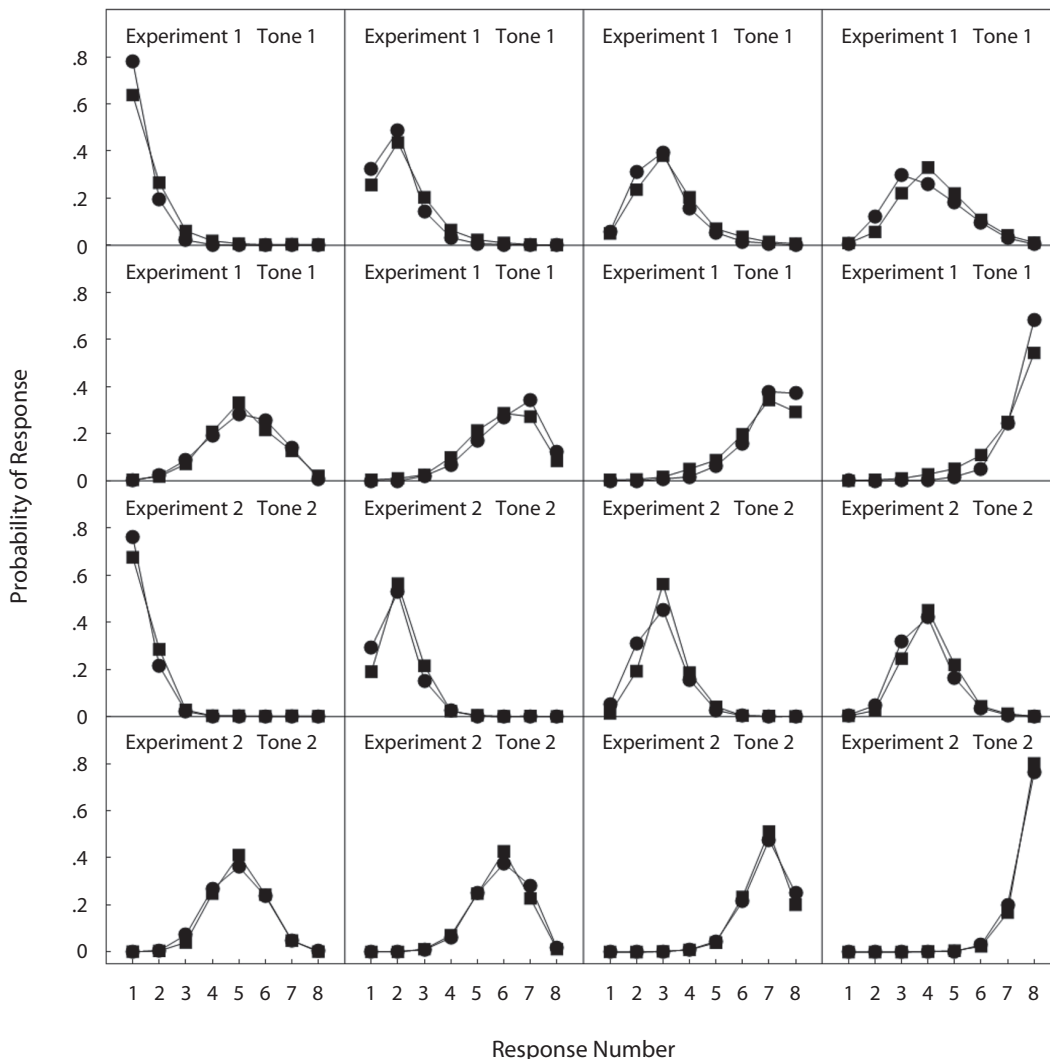 Experiment 1 Tone 1
Experiment 1 Tone 1
Experiment 1 Tone 1
Experiment 1 Tone 1
.8
.6
.4
.2
0
Experiment 1 Tone 1
Experiment 1 Tone 1
Experiment 1 Tone 1
Experiment 1 Tone 1
.8
.6
.4
.2
0
Experiment 2 Tone 2
Experiment 2 Tone 2
Experiment 2 Tone 2
Experiment 2 Tone 2
.8
.6
.4
.2
0
Experiment 2 Tone 2
Experiment 2 Tone 2
Experiment 2 Tone 2
Experiment 2 Tone 2
.8
.6
.4
.2
0
Probability of Response
1 2 3 4 5 6 7 8
1 2 3 4 5 6 7 8
1 2 3 4 5 6 7 8
1 2 3 4 5 6 7 8
Response Number